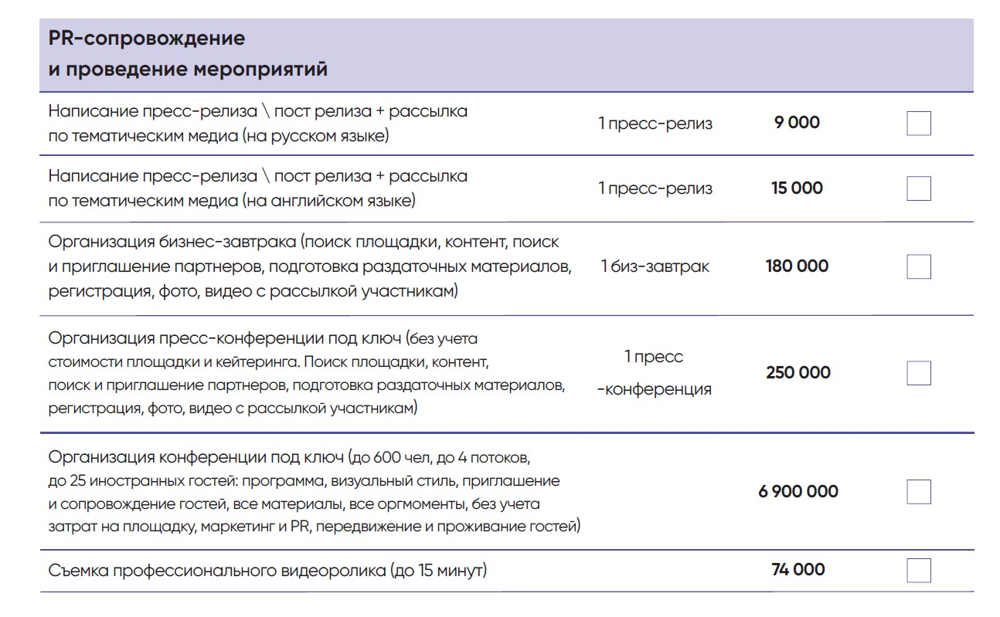 PR-сопровождение
и проведение мероприятий
Написание пресс-релиза \ пост релиза + рассылка
по тематическим медиа (на русском языке)
1 пресс-релиз
9 000
Написание пресс-релиза \ пост релиза + рассылка
по тематическим медиа (на английском языке)
1 пресс-релиз
15 000
Организация бизнес-завтрака (поиск площадки, контент, поиск
и приглашение партнеров, подготовка раздаточных материалов,
регистрация, фото, видео с рассылкой участникам)
1 биз-завтрак
180 000
Организация пресс-конференции под ключ (без учета
стоимости площадки и кейтеринга. Поиск площадки, контент,
поиск и приглашение партнеров, подготовка раздаточных материалов,
регистрация, фото, видео с рассылкой участникам)
1 пресс
-конференция
250 000
Организация конференции под ключ (до 600 чел, до 4 потоков,
до 25 иностранных гостей: программа, визуальный стиль, приглашение
и сопровождение гостей, все материалы, все оргмоменты, без учета
затрат на площадку, маркетинг и PR, передвижение и проживание гостей)
6 900 000
Съемка профессионального видеоролика (до 15 минут)
74 000